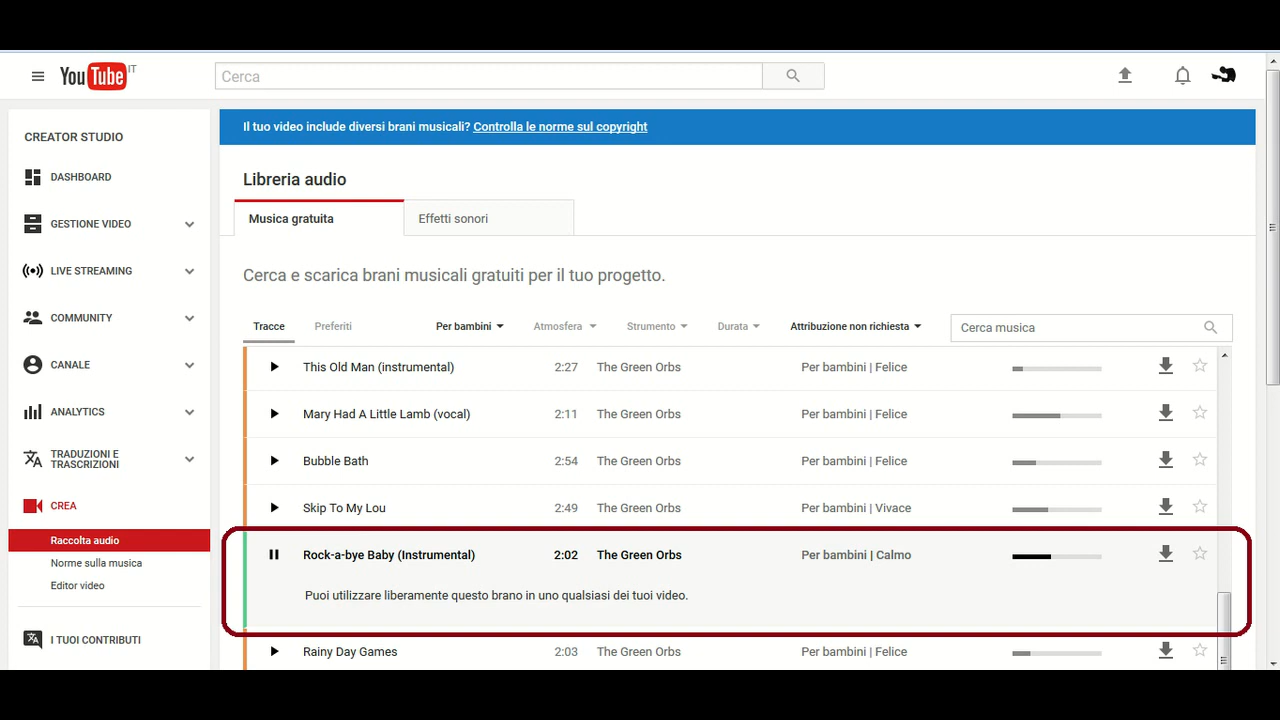 YouTube IT
Cerca
CREATOR STUDIO
DASHBOARD
GESTIONE VIDEO
LIVE STREAMING
COMMUNITY
CANALE
ANALYTICS
TRADUZIONI E
TRASCRIZIONI
CREA
Raccolta audio
Norme sulla musica
Editor video
I TUOI CONTRIBUTI
Il tuo video include diversi brani musicali? Controlla le norme sul copyright
Libreria audio
Musica gratuita Effetti sonori
Cerca e scarica brani musicali gratuiti per il tuo progetto.
Tracce Preferiti Per bambini Atmosfera Strumento Durata Attribuzione non richiesta Cerca musica
This Old Man (instrumental) 2:27 The Green Orbs Per bambini | Felice
Mary Had A Little Lamb (vocal) 2:11 The Green Orbs Per bambini | Felice
Bubble Bath 2:54 The Green Orbs Per bambini | Felice
Skip To My Lou 2:49 The Green Orbs Per bambini | Vivace
Rock-a-bye Baby (Instrumental) 2:02 The Green Orbs Per bambini | Calmo
Puoi utilizzare liberamente questo brano in uno qualsiasi dei tuoi video.
Rainy Day Games 2:03 The Green Orbs Per bambini | Felice